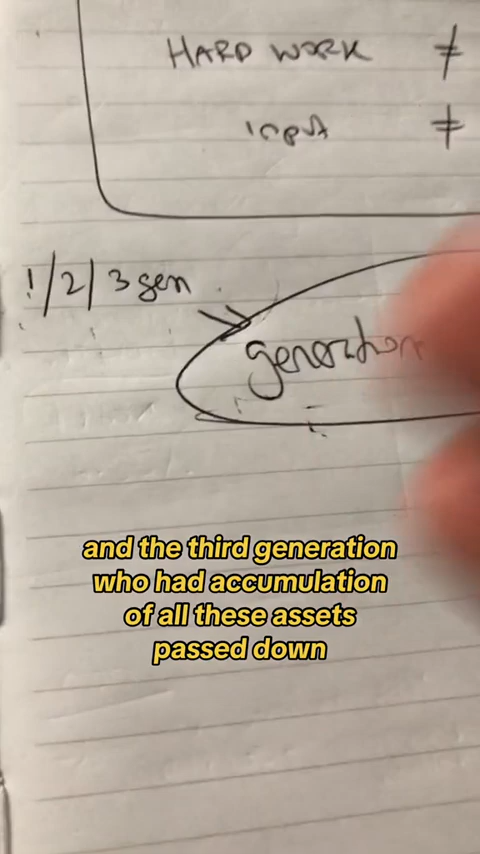 HARD WORK ≠
input ≠
1/2/3 gen
generation
and the third generation
who had accumulation
of all these assets
passed down